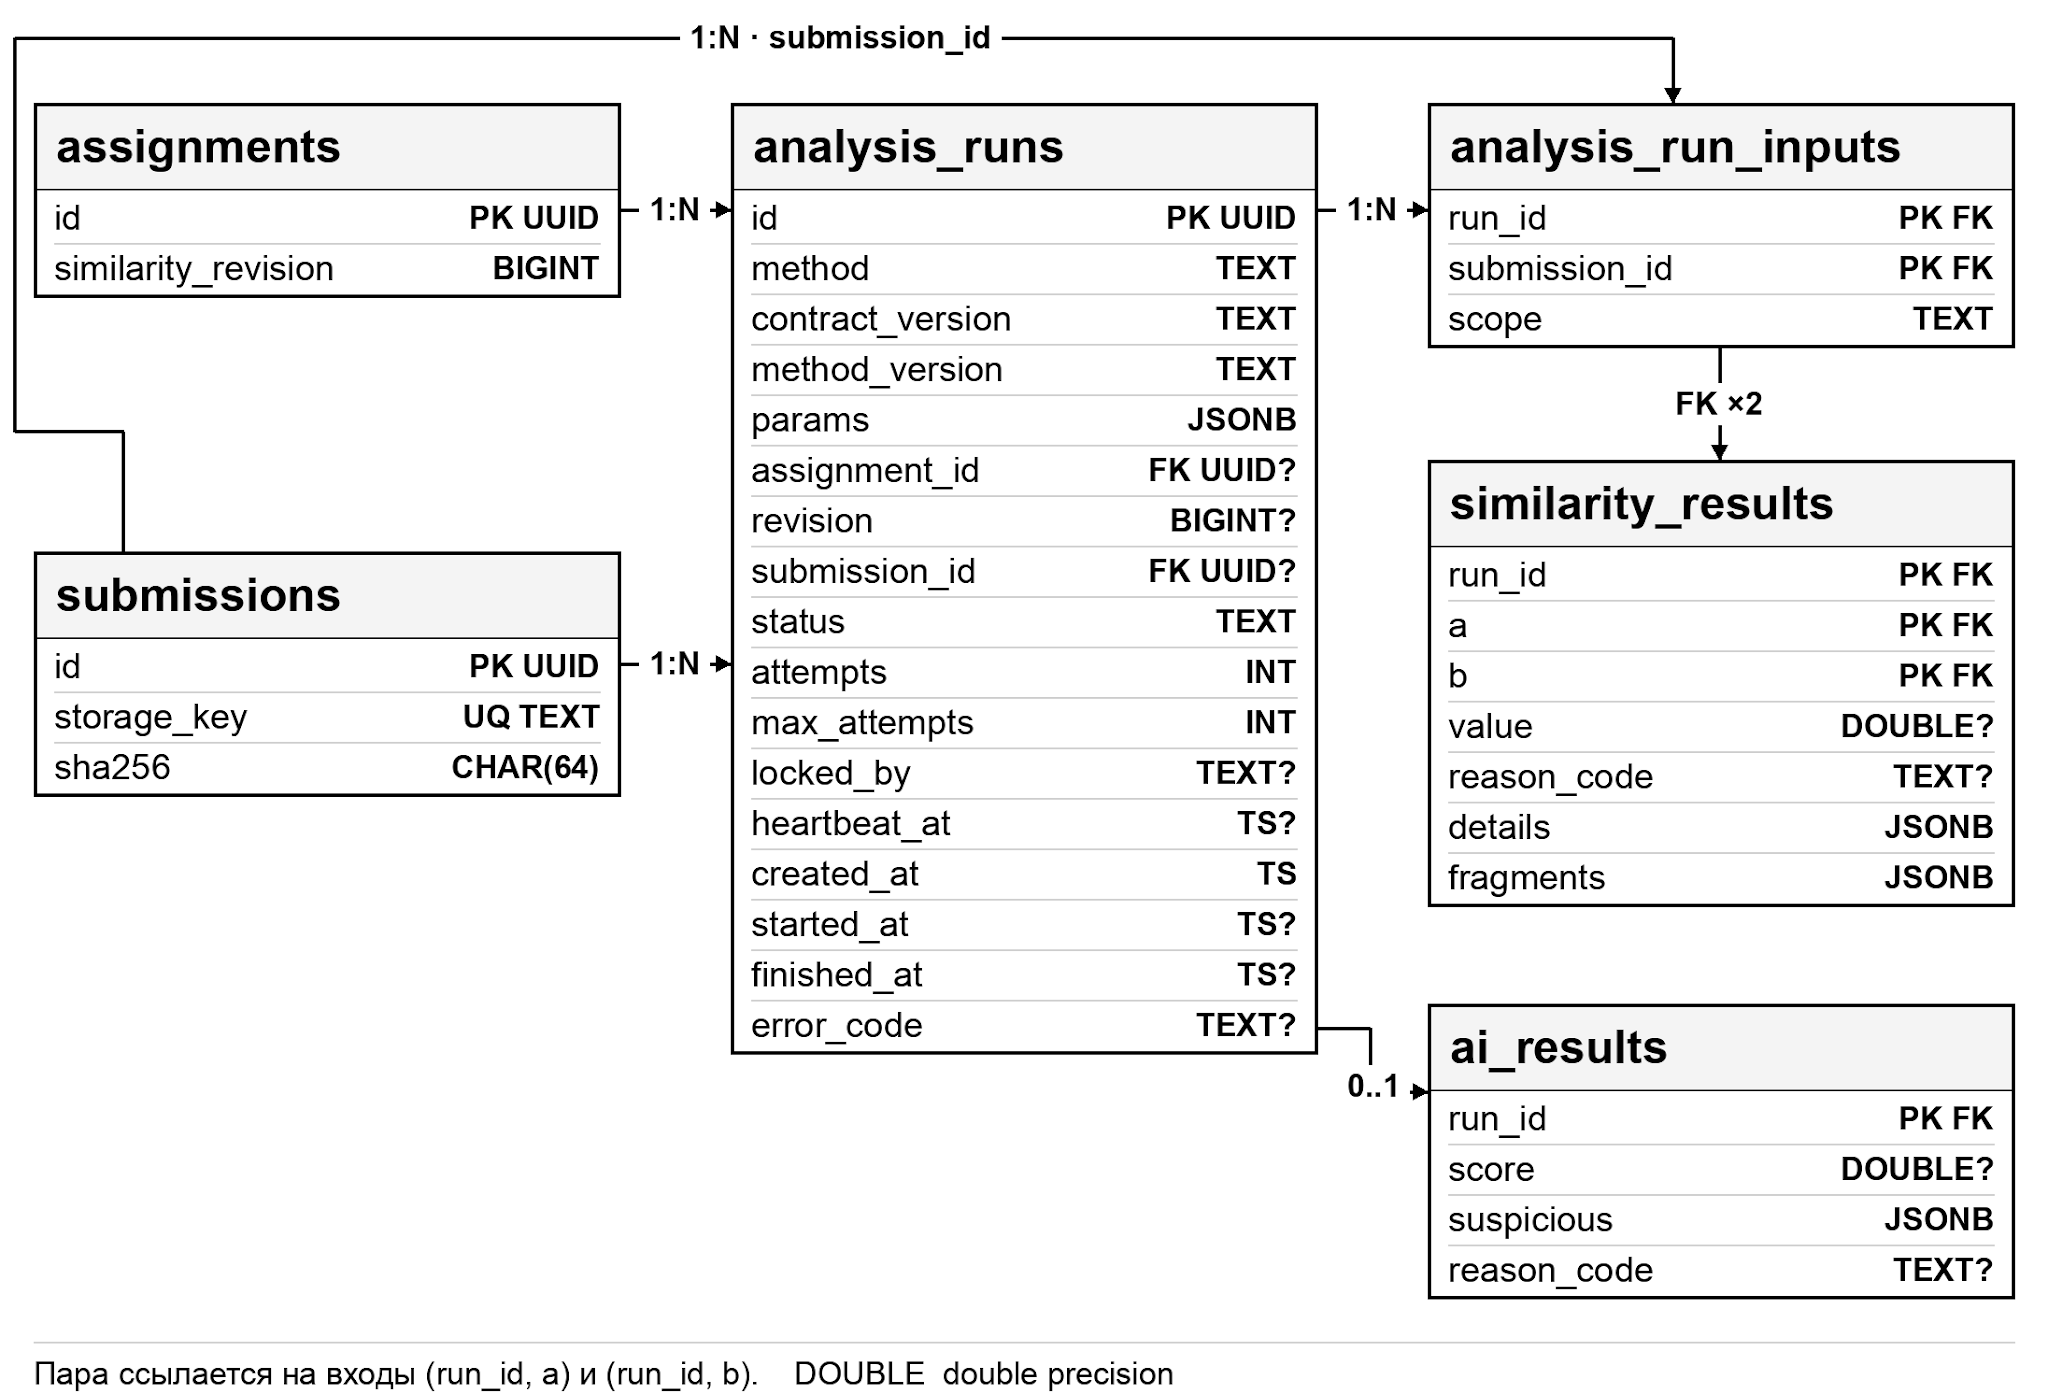 1:N · submission_id
assignments
id PK UUID
similarity_revision BIGINT
1:N
submissions
id PK UUID
storage_key UQ TEXT
sha256 CHAR(64)
1:N
analysis_runs
id PK UUID
method TEXT
contract_version TEXT
method_version TEXT
params JSONB
assignment_id FK UUID?
revision BIGINT?
submission_id FK UUID?
status TEXT
attempts INT
max_attempts INT
locked_by TEXT?
heartbeat_at TS?
created_at TS
started_at TS?
finished_at TS?
error_code TEXT?
1:N
analysis_run_inputs
run_id PK FK
submission_id PK FK
scope TEXT
FK ×2
similarity_results
run_id PK FK
a PK FK
b PK FK
value DOUBLE?
reason_code TEXT?
details JSONB
fragments JSONB
0..1
ai_results
run_id PK FK
score DOUBLE?
suspicious JSONB
reason_code TEXT?
Пара ссылается на входы (run_id, a) и (run_id, b). DOUBLE double precision